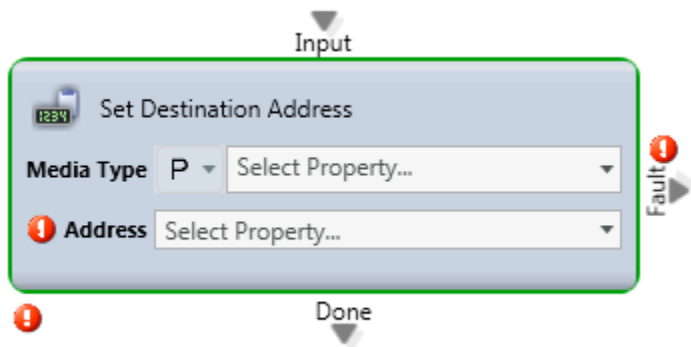 Input
1234
Set Destination Address
Media Type P Select Property...
Address Select Property...
Fault
Done